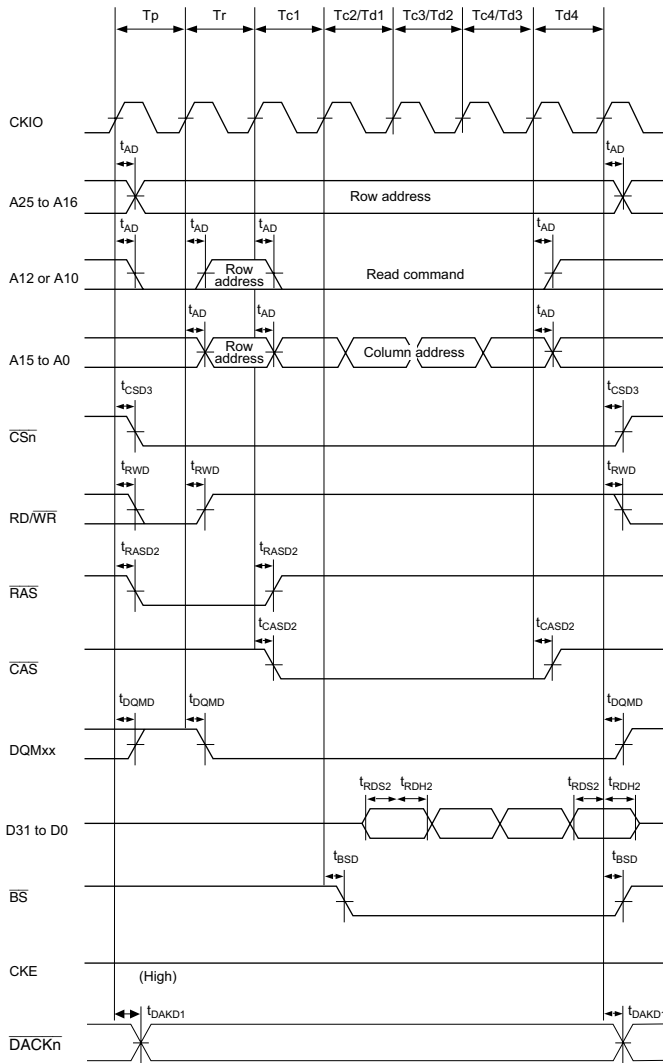 Tp Tr Tc1 Tc2/Td1 Tc3/Td2 Tc4/Td3 Td4
CKIO
tAD tAD
A25 to A16 Row address
tAD tAD tAD tAD
A12 or A10 Row address Read command
tAD tAD tAD
A15 to A0 Row address Column address
tCSD3 tCSD3
CSn
tRWD tRWD tRWD
RD/WR
tRASD2 tRASD2
RAS
tCASD2 tCASD2
CAS
tDQMD tDQMD tDQMD
DQMxx
tRDS2 tRDH2 tRDS2 tRDH2
D31 to D0
tBSD tBSD
BS
CKE
(High)
tDAKD1 tDAKD1
DACKn